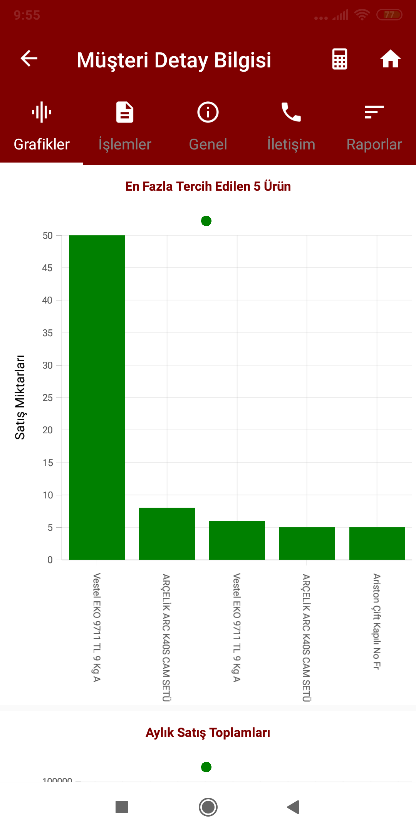 9:55
27
Müşteri Detay Bilgisi
Grafikler
İşlemler
Genel
İletişim
Raporlar
En Fazla Tercih Edilen 5 Ürün
Satış Miktarları
50
45
40
35
30
25
20
15
10
5
0
Vestel EKO 9711 TL 9 Kg A
ARÇELİK ARC K40S CAM SETÜ
Vestel EKO 9711 TL 9 Kg A
ARÇELİK ARC K40S CAM SETÜ
Ariston Çift Kapılı No Fr
Aylık Satış Toplamları
100000